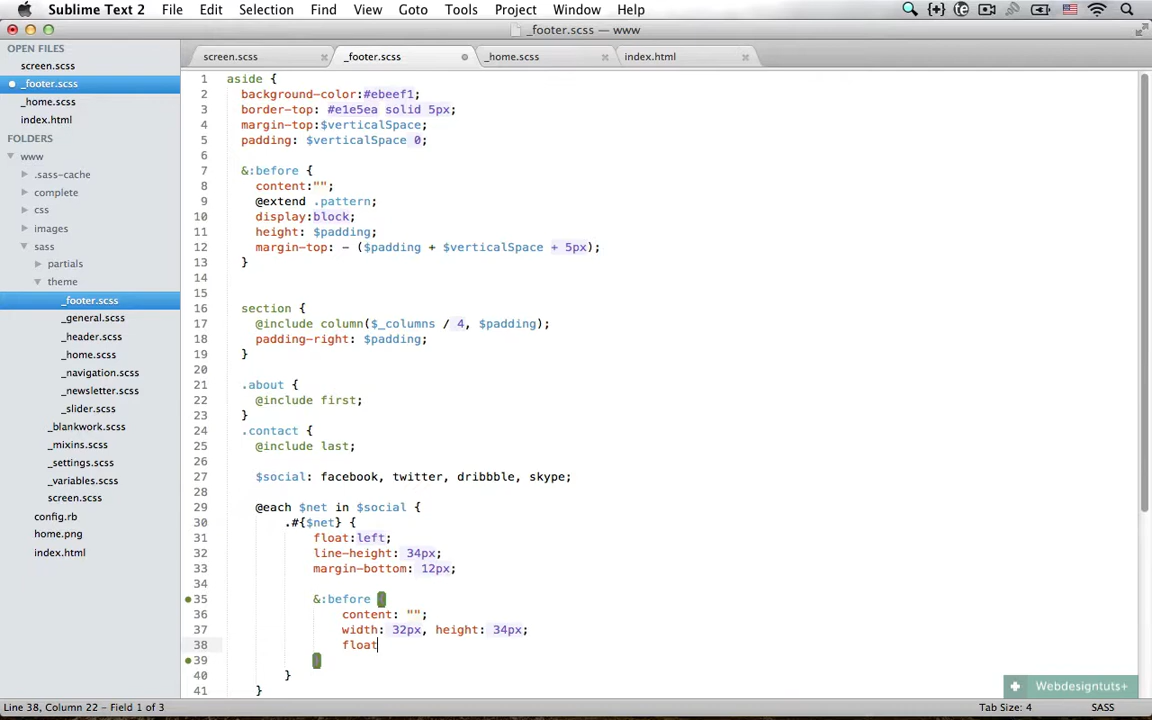 Sublime Text 2 File Edit Selection Find View Goto Tools Project Window Help
_footer.scss — www
OPEN FILES
screen.scss
_footer.scss
_home.scss
index.html
FOLDERS
www
.sass-cache
complete
css
images
sass
partials
theme
_footer.scss
_general.scss
_header.scss
_home.scss
_navigation.scss
_newsletter.scss
_slider.scss
_blankwork.scss
_mixins.scss
_settings.scss
_variables.scss
screen.scss
config.rb
home.png
index.html
screen.scss _footer.scss _home.scss index.html
1 aside {
2 background-color:#ebeef1;
3 border-top: #e1e5ea solid 5px;
4 margin-top:$verticalSpace;
5 padding: $verticalSpace 0;
6
7 &:before {
8 content:"";
9 @extend .pattern;
10 display:block;
11 height: $padding;
12 margin-top: - ($padding + $verticalSpace + 5px);
13 }
14
15
16 section {
17 @include column($_columns / 4, $padding);
18 padding-right: $padding;
19 }
20
21 .about {
22 @include first;
23 }
24 .contact {
25 @include last;
26
27 $social: facebook, twitter, dribbble, skype;
28
29 @each $net in $social {
30 .#{$net} {
31 float:left;
32 line-height: 34px;
33 margin-bottom: 12px;
34
35 &:before {
36 content: "";
37 width: 32px, height: 34px;
38 float
39 }
40 }
41 }
Webdesigntuts+
Line 38, Column 22 - Field 1 of 3 Tab Size: 4 SASS